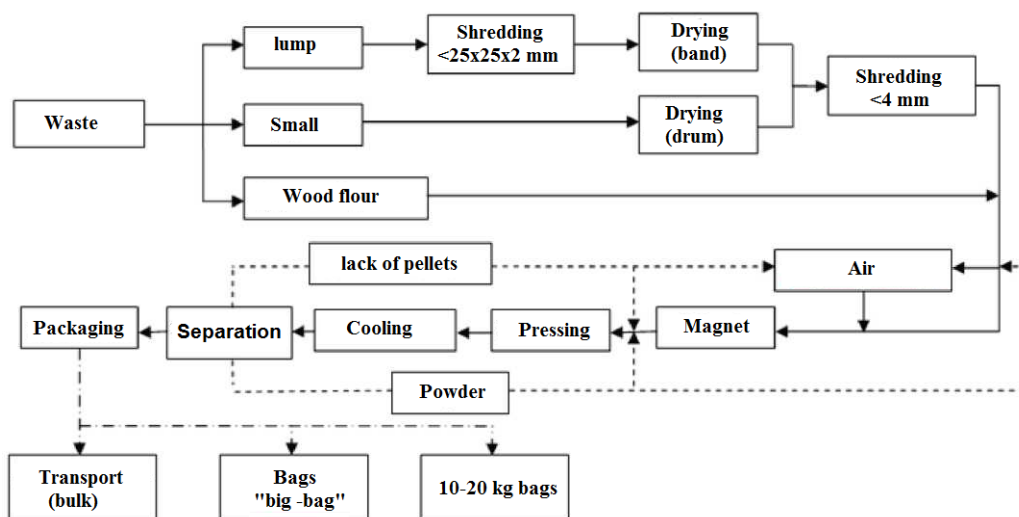 lump
Shredding
<25x25x2 mm
Drying
(band)
Shredding
<4 mm
Waste
Small
Drying
(drum)
Wood flour
lack of pellets
Air
Packaging
Separation
Cooling
Pressing
Magnet
Powder
Transport
(bulk)
Bags
"big -bag"
10-20 kg bags